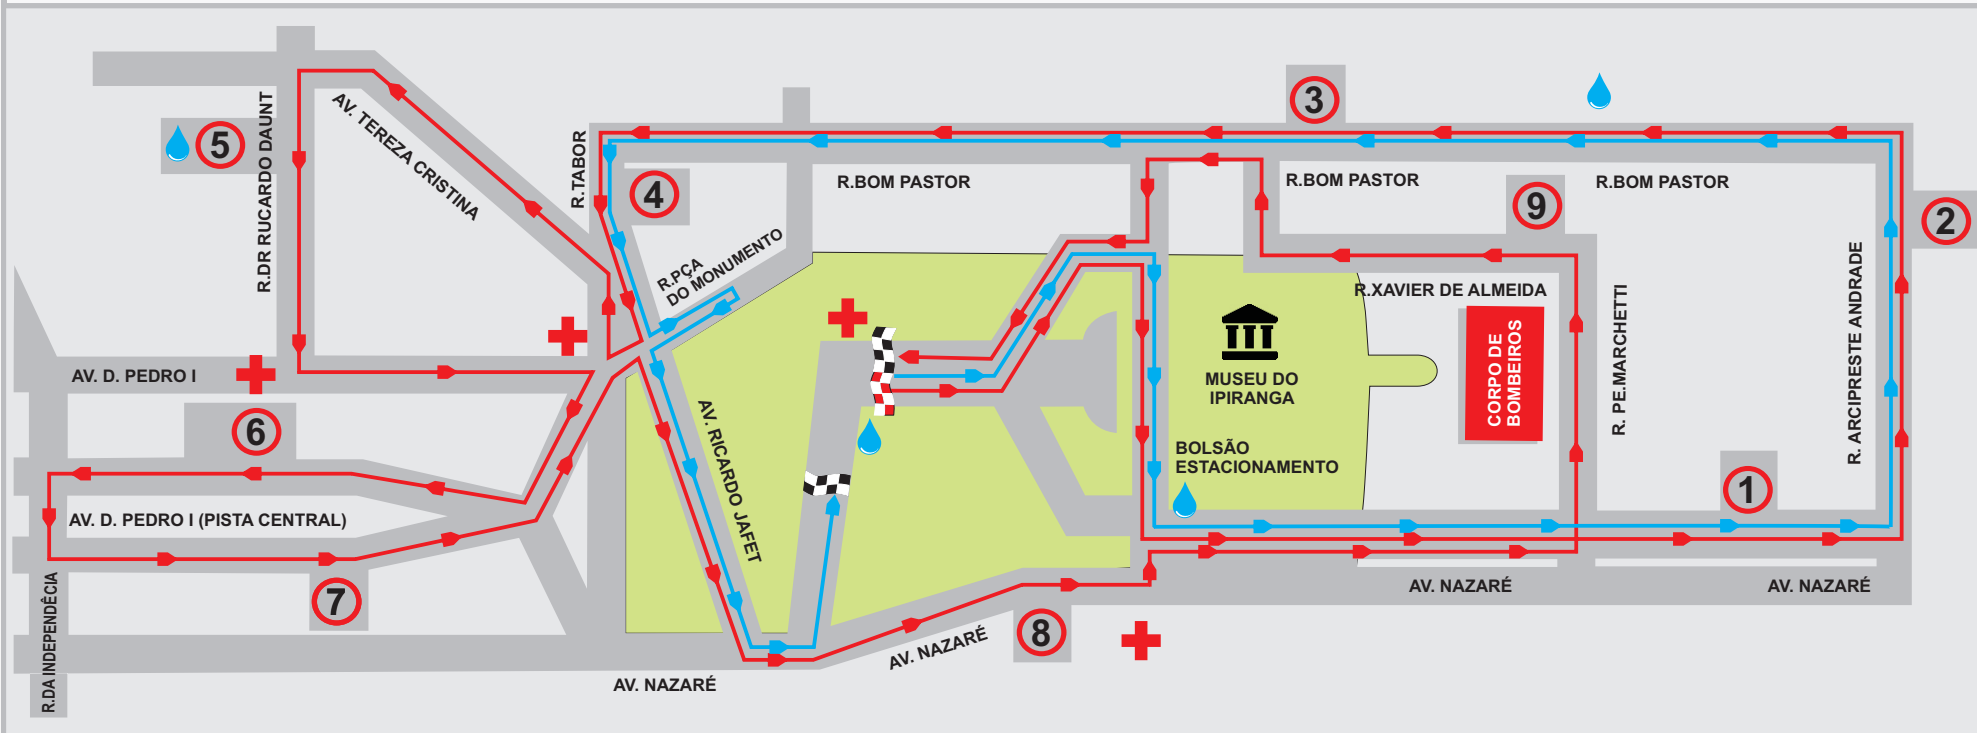 3
5
R.DR RUCARDO DAUNT
AV. TEREZA CRISTINA
R.TABOR
4
R.BOM PASTOR
R.BOM PASTOR
9
R.BOM PASTOR
2
R.PÇA
DO MONUMENTO
R.XAVIER DE ALMEIDA
R. PE.MARCHETTI
R. ARCIPRESTE ANDRADE
AV. D. PEDRO I
MUSEU DO
IPIRANGA
CORPO DE
BOMBEIROS
6
AV. RICARDO JAFET
BOLSÃO
ESTACIONAMENTO
1
AV. D. PEDRO I (PISTA CENTRAL)
R.DA INDEPENDÊCIA
7
8
AV. NAZARÉ
AV. NAZARÉ
AV. NAZARÉ
AV. NAZARÉ